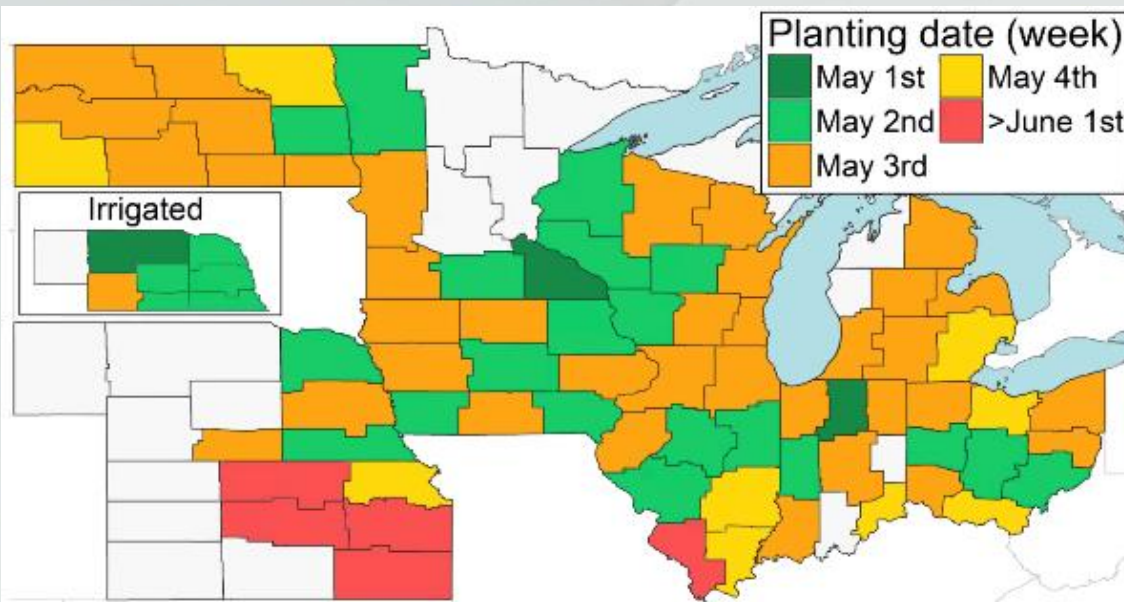 Planting date (week)
May 1st
May 4th
May 2nd
>June 1st
May 3rd
Irrigated